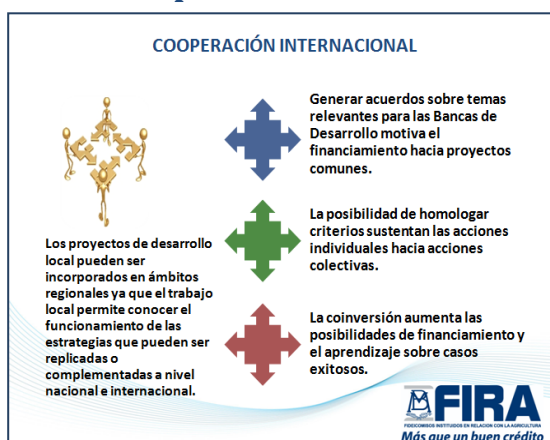 COOPERACIÓN INTERNACIONAL
Los proyectos de desarrollo
local pueden ser
incorporados en ámbitos
regionales ya que el trabajo
local permite conocer el
funcionamiento de las
estrategias que pueden ser
replicadas o
complementadas a nivel
nacional e internacional.
Generar acuerdos sobre temas
relevantes para las Bancas de
Desarrollo motiva el
financiamiento hacia proyectos
comunes.
La posibilidad de homologar
criterios sustentan las acciones
individuales hacia acciones
colectivas.
La coinversión aumenta las
posibilidades de financiamiento y
el aprendizaje sobre casos
exitosos.
FIRA
FIDEICOMISOS INSTITUIDOS EN RELACIÓN CON LA AGRICULTURA
Más que un buen crédito